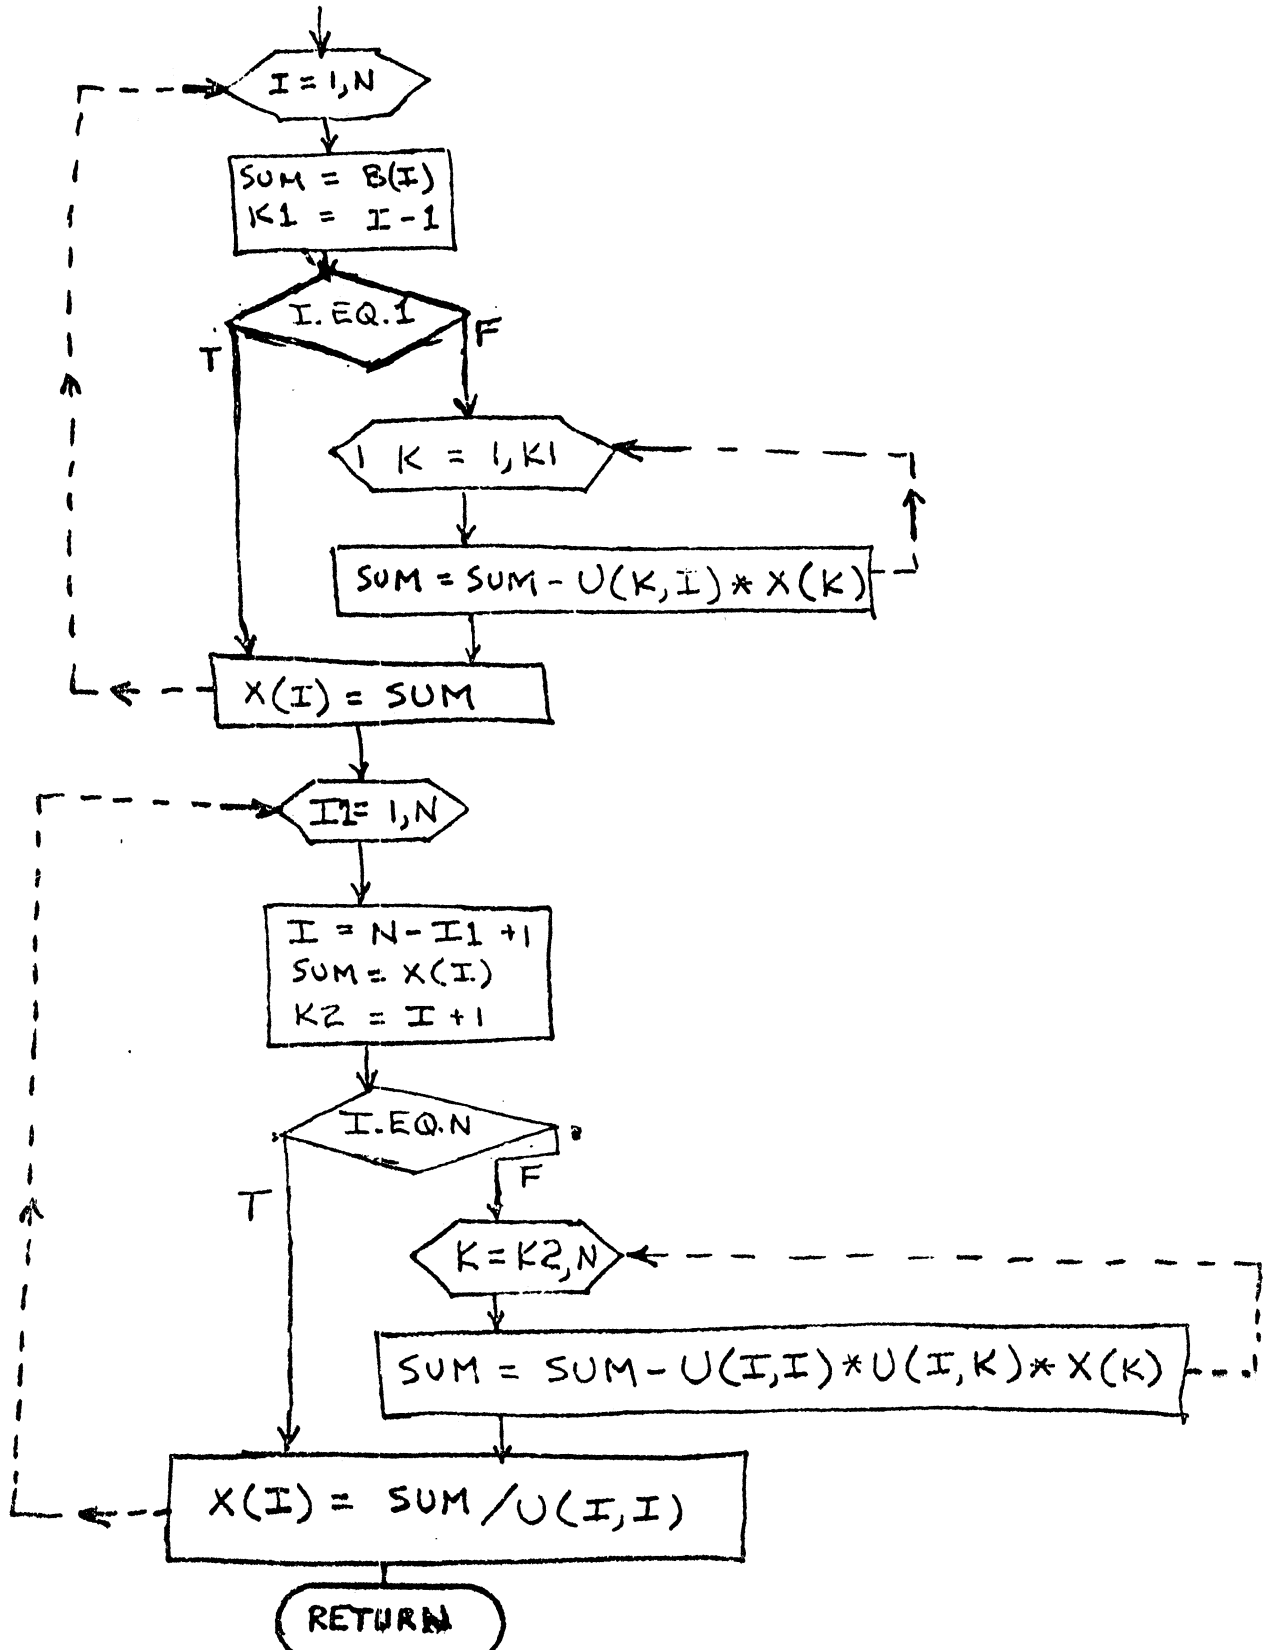 I = 1,N
SUM = B(I)
K1 = I-1
I.EQ.1
T
F
K = 1,K1
SUM = SUM - U(K,I) * X(K)
X(I) = SUM
I1= 1,N
I = N - I1 +1
SUM = X(I)
K2 = I +1
I.EQ.N
F
T
K=K2,N
SUM = SUM - U(I,I) * U(I,K) * X(K)
X(I) = SUM /U(I,I)
RETURN